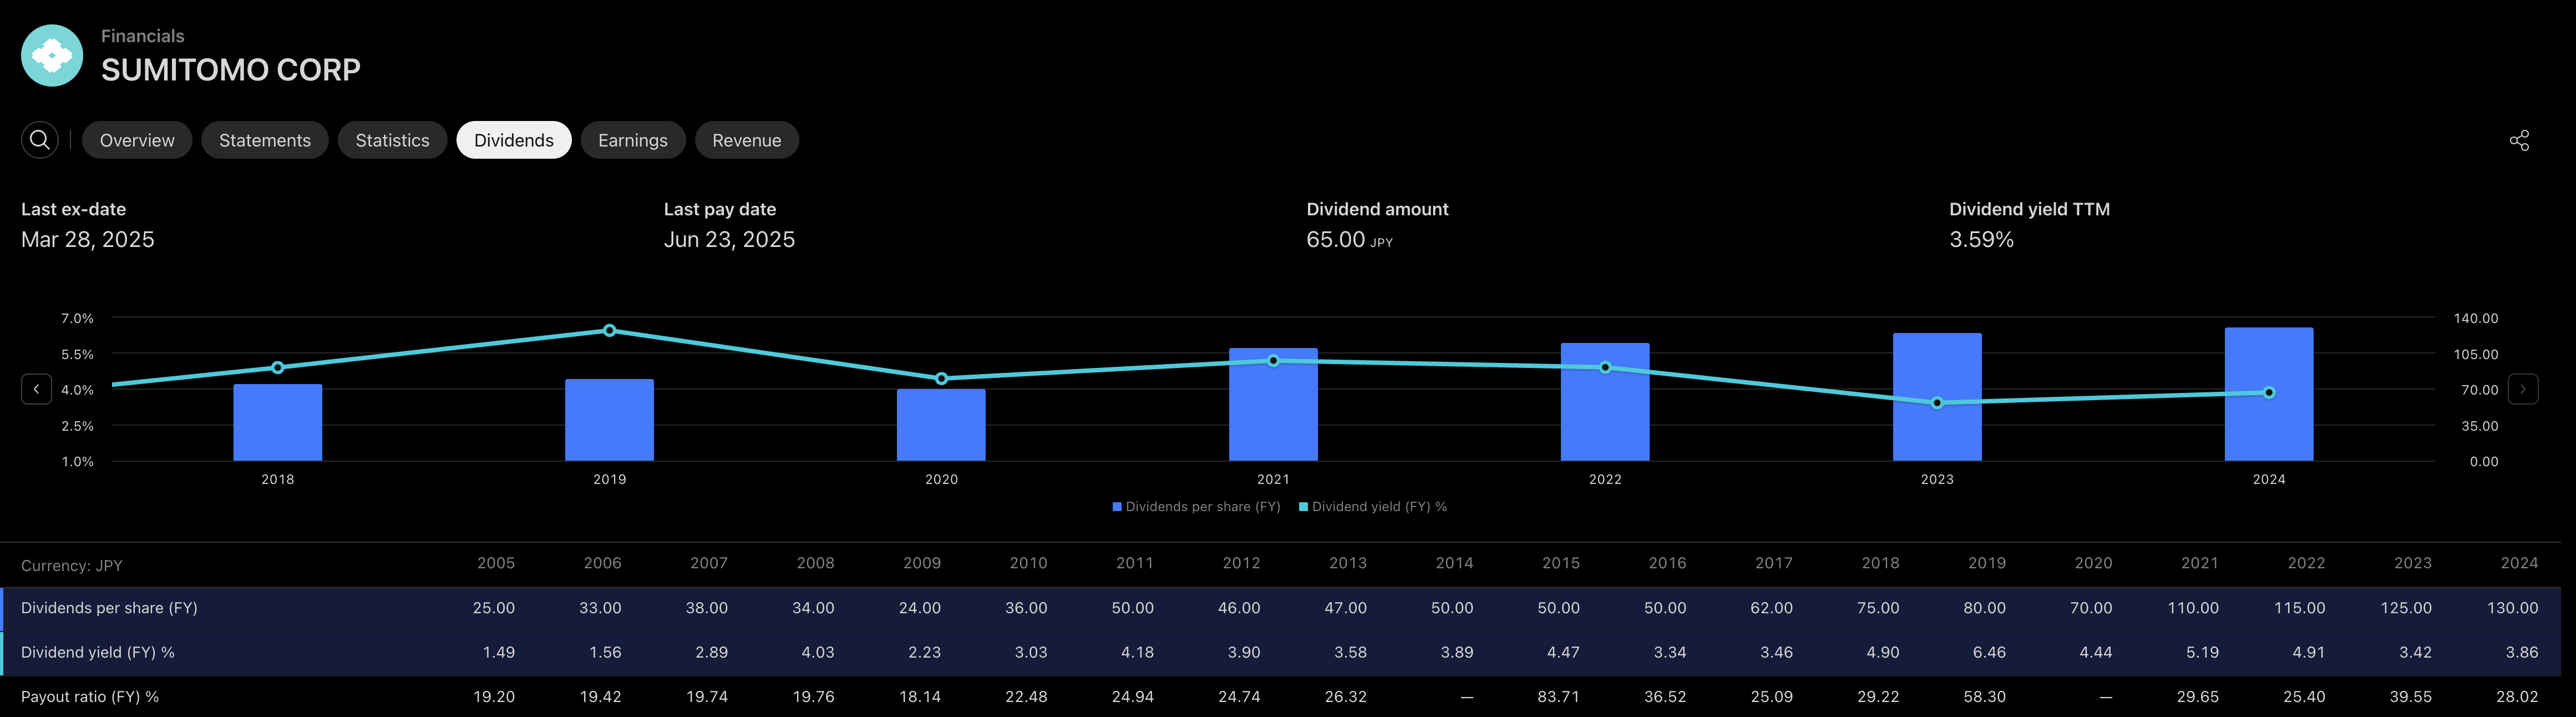 Financials
SUMITOMO CORP
Overview Statements Statistics Dividends Earnings Revenue
Last ex-date Last pay date Dividend amount Dividend yield TTM
Mar 28, 2025 Jun 23, 2025 65.00 JPY 3.59%
7.0% 140.00
5.5% 105.00
4.0% 70.00
2.5% 35.00
1.0% 0.00
2018 2019 2020 2021 2022 2023 2024
Dividends per share (FY) Dividend yield (FY) %
Currency: JPY 2005 2006 2007 2008 2009 2010 2011 2012 2013 2014 2015 2016 2017 2018 2019 2020 2021 2022 2023 2024
Dividends per share (FY) 25.00 33.00 38.00 34.00 24.00 36.00 50.00 46.00 47.00 50.00 50.00 50.00 62.00 75.00 80.00 70.00 110.00 115.00 125.00 130.00
Dividend yield (FY) % 1.49 1.56 2.89 4.03 2.23 3.03 4.18 3.90 3.58 3.89 4.47 3.34 3.46 4.90 6.46 4.44 5.19 4.91 3.42 3.86
Payout ratio (FY) % 19.20 19.42 19.74 19.76 18.14 22.48 24.94 24.74 26.32 — 83.71 36.52 25.09 29.22 58.30 — 29.65 25.40 39.55 28.02